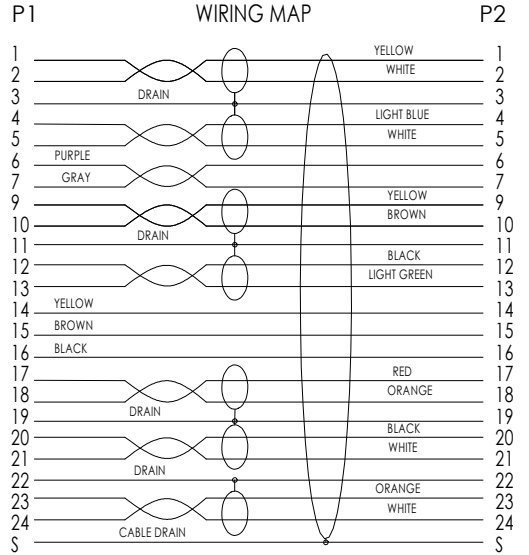 P1 WIRING MAP P2
1 YELLOW 1
2 WHITE 2
3 DRAIN 3
4 LIGHT BLUE 4
5 WHITE 5
6 PURPLE 6
7 GRAY 7
9 YELLOW 9
10 BROWN 10
11 DRAIN 11
12 BLACK 12
13 LIGHT GREEN 13
14 YELLOW 14
15 BROWN 15
16 BLACK 16
17 RED 17
18 ORANGE 18
19 DRAIN 19
20 BLACK 20
21 WHITE 21
22 DRAIN 22
23 ORANGE 23
24 WHITE 24
S CABLE DRAIN S